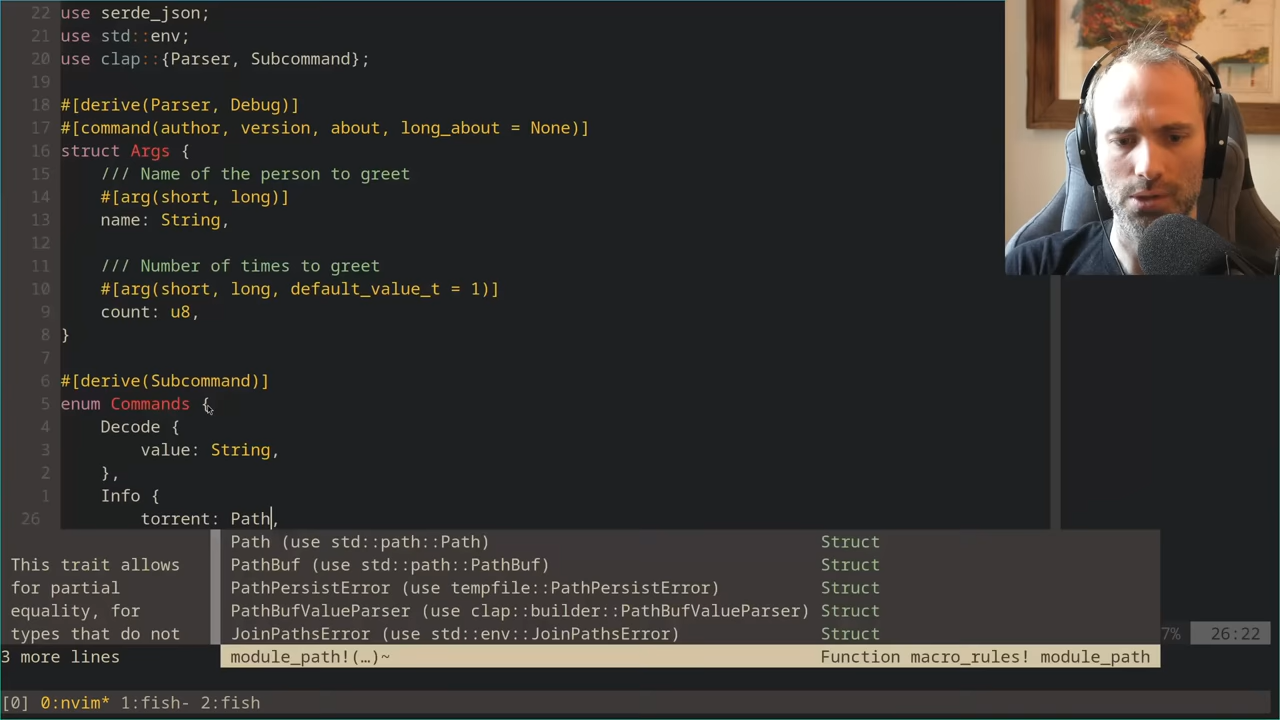 22 use serde_json;
21 use std::env;
20 use clap::{Parser, Subcommand};
19
18 #[derive(Parser, Debug)]
17 #[command(author, version, about, long_about = None)]
16 struct Args {
15 /// Name of the person to greet
14 #[arg(short, long)]
13 name: String,
12
11 /// Number of times to greet
10 #[arg(short, long, default_value_t = 1)]
9 count: u8,
8 }
7
6 #[derive(Subcommand)]
5 enum Commands {
4 Decode {
3 value: String,
2 },
1 Info {
26 torrent: Path,
Path (use std::path::Path) Struct
This trait allows PathBuf (use std::path::PathBuf) Struct
for partial PathPersistError (use tempfile::PathPersistError) Struct
equality, for PathBufValueParser (use clap::builder::PathBufValueParser) Struct
types that do not JoinPathsError (use std::env::JoinPathsError) Struct 7% 26:22
3 more lines module_path!(…)~ Function macro_rules! module_path
[0] 0:nvim* 1:fish- 2:fish